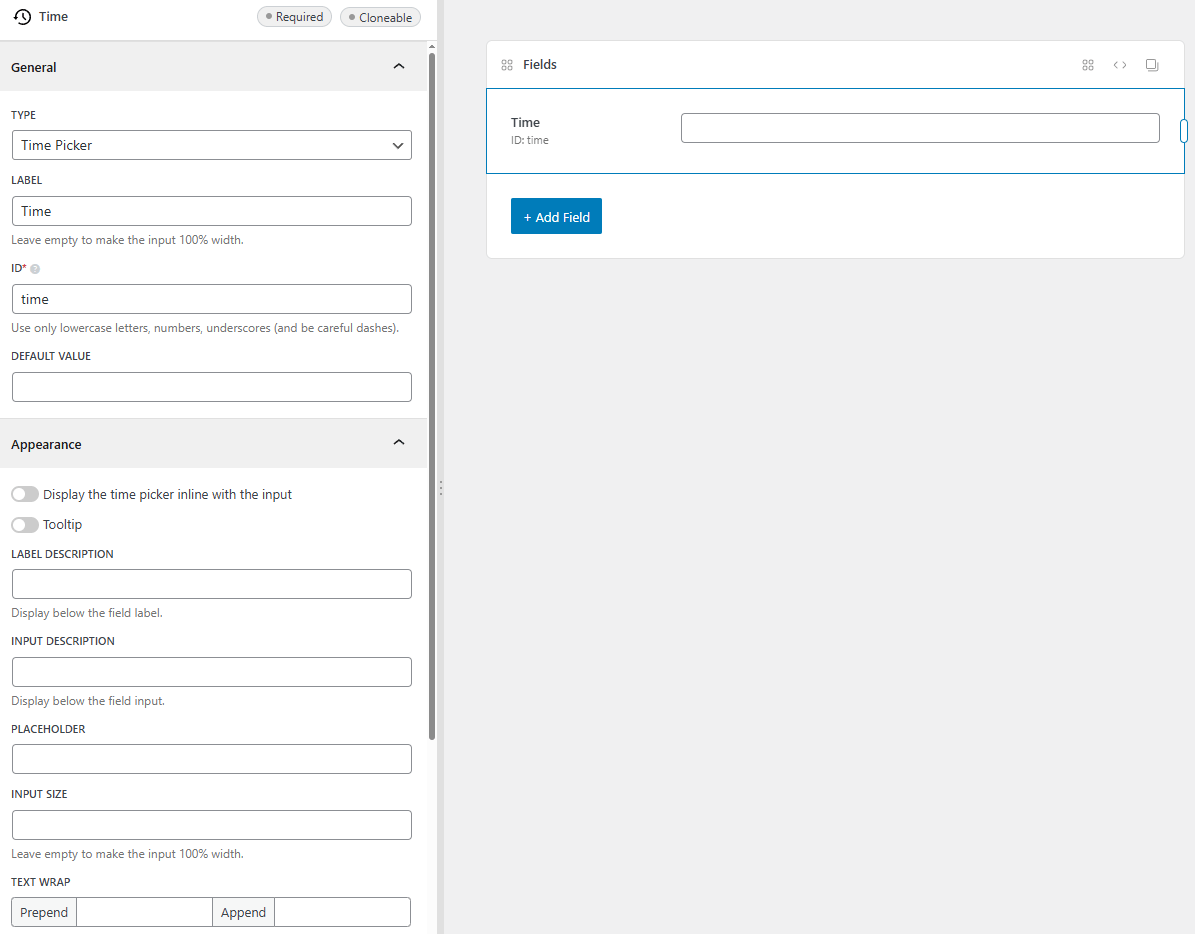 Time
Required
Cloneable
General
TYPE
Time Picker
LABEL
Time
Leave empty to make the input 100% width.
ID* ?
time
Use only lowercase letters, numbers, underscores (and be careful dashes).
DEFAULT VALUE
Appearance
Display the time picker inline with the input
Tooltip
LABEL DESCRIPTION
Display below the field label.
INPUT DESCRIPTION
Display below the field input.
PLACEHOLDER
INPUT SIZE
Leave empty to make the input 100% width.
TEXT WRAP
Prepend
Append
Fields
Time
ID: time
+ Add Field